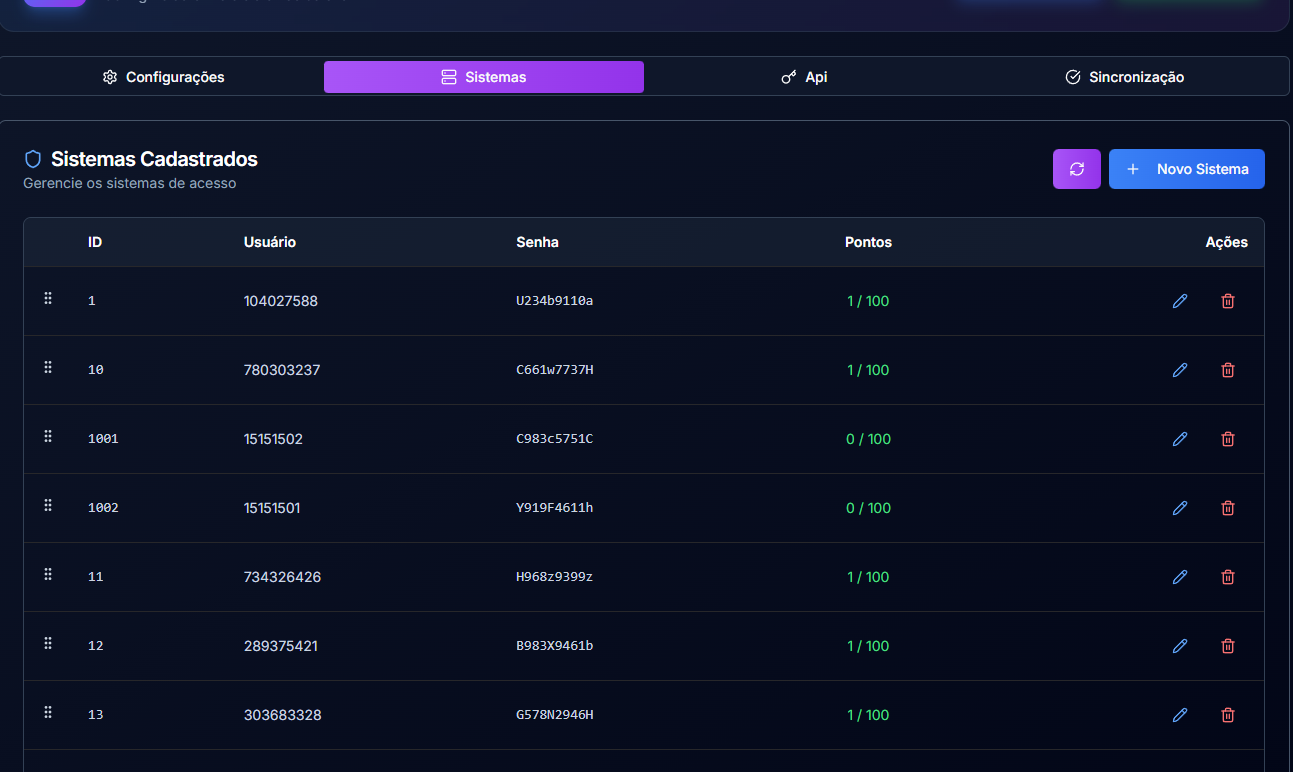 Configurações Sistemas Api Sincronização
Sistemas Cadastrados
Gerencie os sistemas de acesso
Novo Sistema
ID Usuário Senha Pontos Ações
1 104027588 U234b9110a 1 / 100
10 780303237 C661w7737H 1 / 100
1001 15151502 C983c5751C 0 / 100
1002 15151501 Y919F4611h 0 / 100
11 734326426 H968z9399z 1 / 100
12 289375421 B983X9461b 1 / 100
13 303683328 G578N2946H 1 / 100